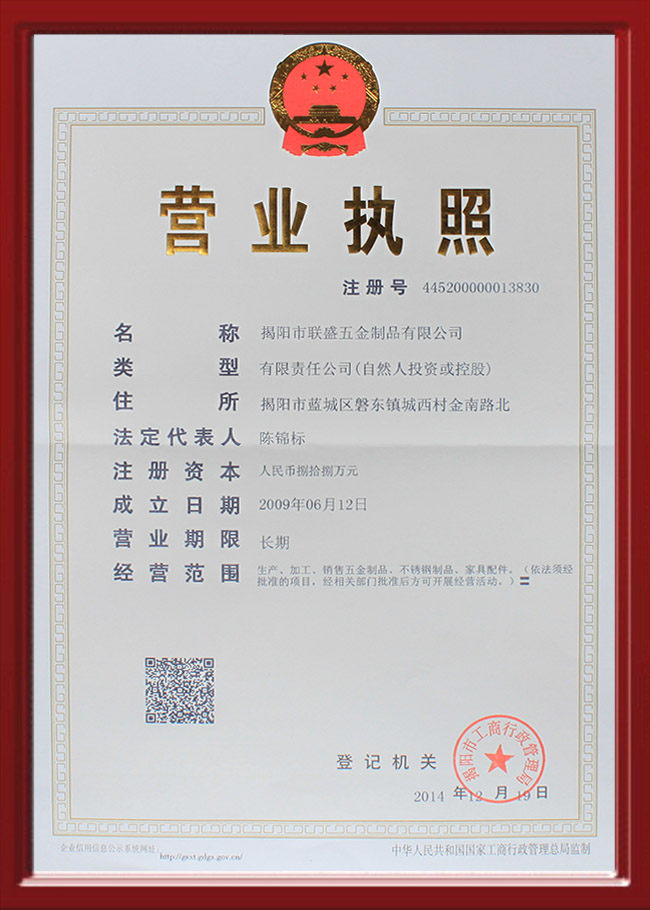 营业执照
注册号 445200000013830
名称 揭阳市联盛五金制品有限公司
类型 有限责任公司(自然人投资或控股)
住所 揭阳市蓝城区磐东镇城西村金南路北
法定代表人 陈锦标
注册资本 人民币捌拾捌万元
成立日期 2009年06月12日
营业期限 长期
经营范围 生产、加工、销售五金制品、不锈钢制品、家具配件。（依法须经
批准的项目，经相关部门批准后方可开展经营活动。）
登记机关
揭阳市工商行政管理局
2014 年 12 月 19 日
企业信用信息公示系统网址: http://gsxt.gdgs.gov.cn/
中华人民共和国国家工商行政管理总局监制